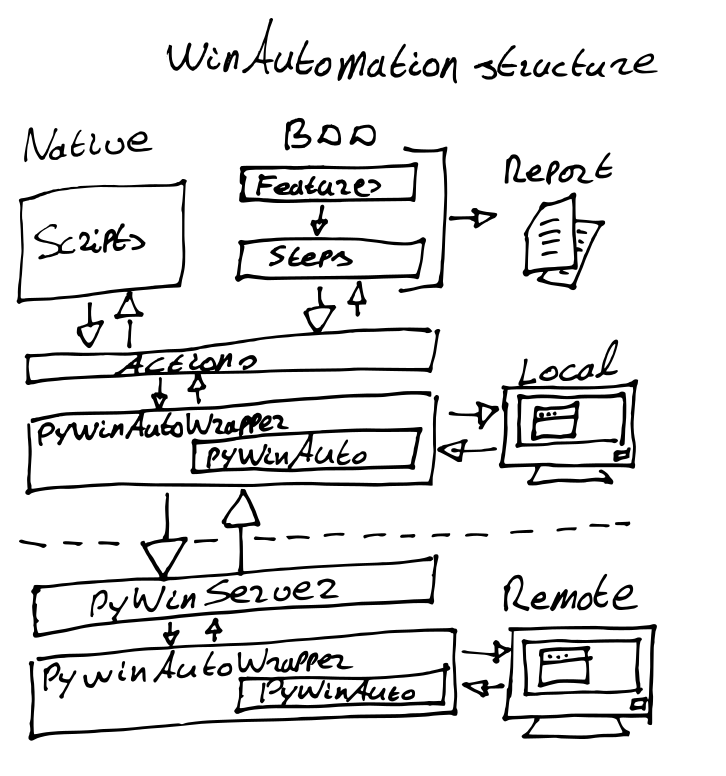 WinAutomation structure
Native
BDD
Report
Features
Scripts
Steps
Actions
Local
PyWinAutoWrapper
PyWinAuto
PyWinServer
Remote
PywinAutoWrapper
PyWinAuto